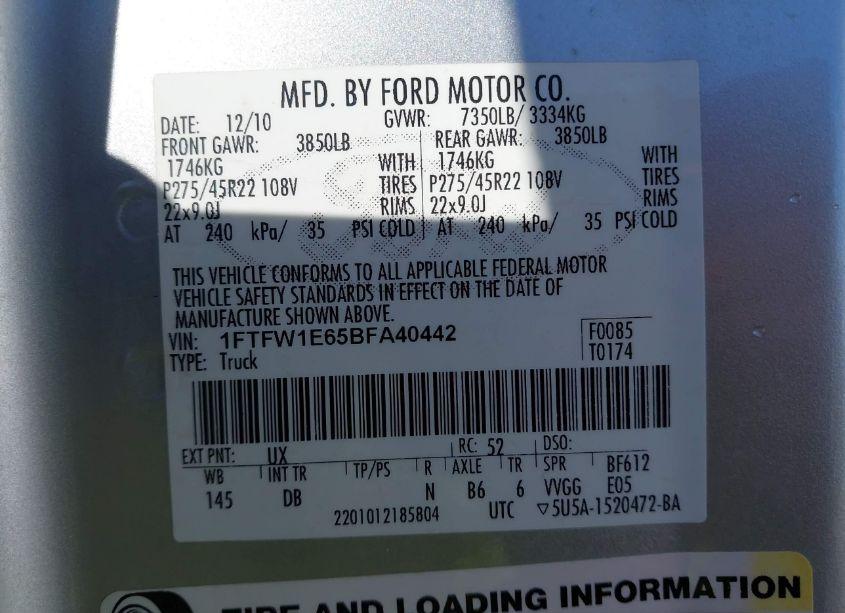 MFD. BY FORD MOTOR CO.
DATE: 12/10 GVWR: 7350LB/ 3334KG
FRONT GAWR: 3850LB REAR GAWR: 3850LB
1746KG WITH 1746KG WITH
P275/45R22 108V TIRES P275/45R22 108V TIRES
22x9.0J RIMS 22x9.0J RIMS
AT 240 kPa/ 35 PSI COLD AT 240 kPa/ 35 PSI COLD
THIS VEHICLE CONFORMS TO ALL APPLICABLE FEDERAL MOTOR
VEHICLE SAFETY STANDARDS IN EFFECT ON THE DATE OF
MANUFACTURE SHOWN ABOVE.
VIN: 1FTFW1E65BFA40442 F0085
TYPE: Truck T0174
EXT PNT: UX RC: 52 DSO:
WB INT TR TP/PS R AXLE TR SPR BF612
145 DB N B6 6 VVGG E05
2201012185804 UTC ▽5U5A-1520472-BA
TIRE AND LOADING INFORMATION